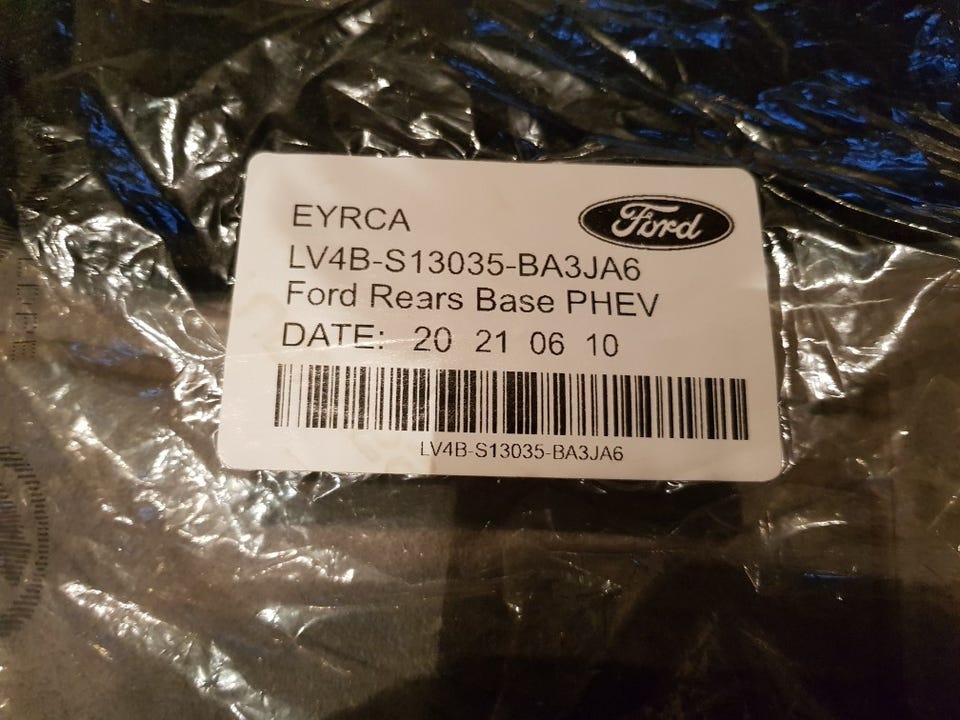 EYRCA
Ford
LV4B-S13035-BA3JA6
Ford Rears Base PHEV
DATE: 20 21 06 10
LV4B-S13035-BA3JA6